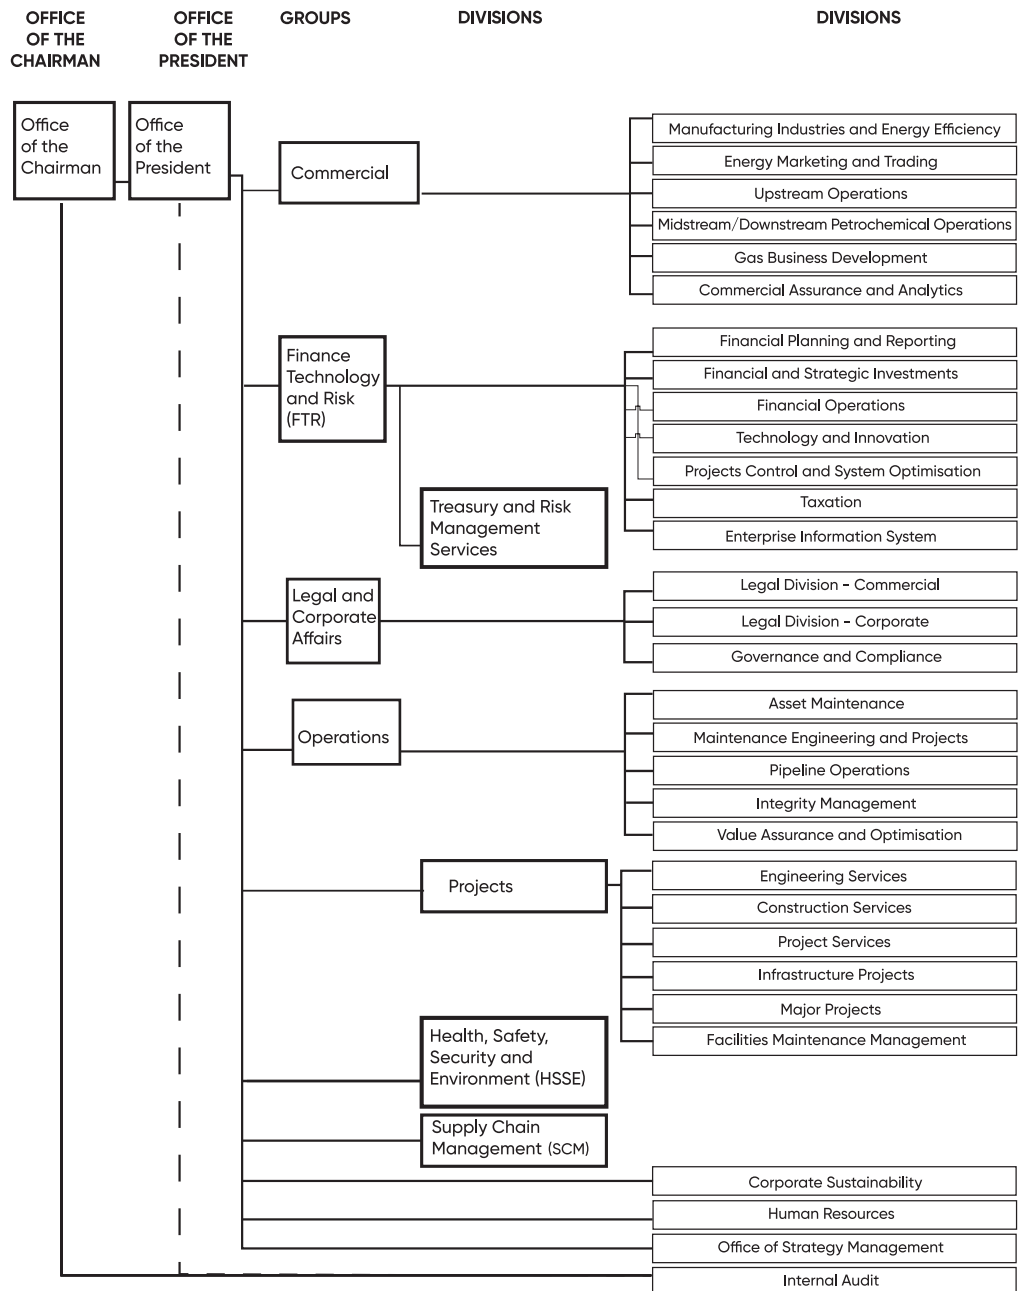 OFFICE
OF THE
CHAIRMAN
OFFICE
OF THE
PRESIDENT
GROUPS
DIVISIONS
DIVISIONS
Office
of the
Chairman
Office
of the
President
Commercial
Manufacturing Industries and Energy Efficiency
Energy Marketing and Trading
Upstream Operations
Midstream/Downstream Petrochemical Operations
Gas Business Development
Commercial Assurance and Analytics
Finance
Technology
and Risk
(FTR)
Treasury and Risk
Management
Services
Financial Planning and Reporting
Financial and Strategic Investments
Financial Operations
Technology and Innovation
Projects Control and System Optimisation
Taxation
Enterprise Information System
Legal and
Corporate
Affairs
Legal Division - Commercial
Legal Division - Corporate
Governance and Compliance
Operations
Asset Maintenance
Maintenance Engineering and Projects
Pipeline Operations
Integrity Management
Value Assurance and Optimisation
Projects
Engineering Services
Construction Services
Project Services
Infrastructure Projects
Major Projects
Facilities Maintenance Management
Health, Safety,
Security and
Environment (HSSE)
Supply Chain
Management (SCM)
Corporate Sustainability
Human Resources
Office of Strategy Management
Internal Audit